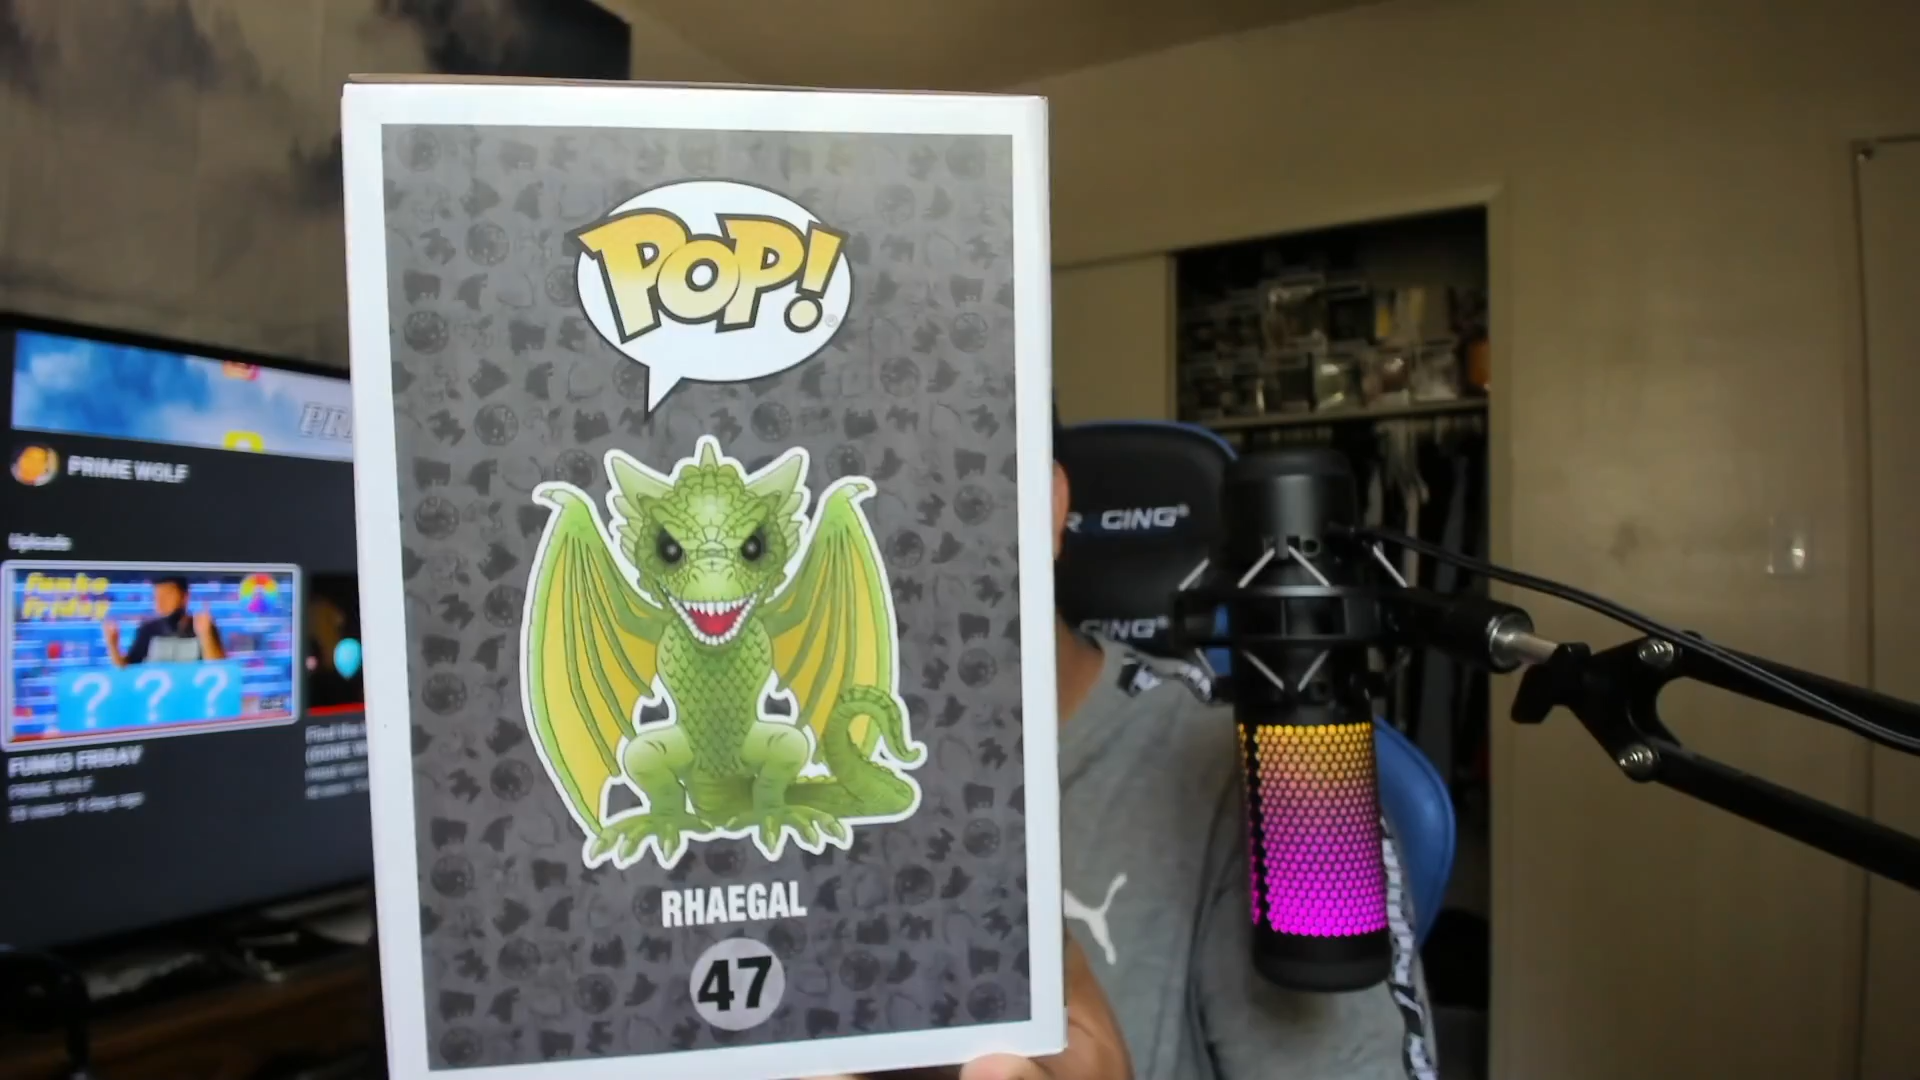 POP!
RHAEGAL
47
PRIME WOLF
Uploads
Funko
Friday
? ? ?
FUNKO FRIDAY
PRIME WOLF
CING
CING